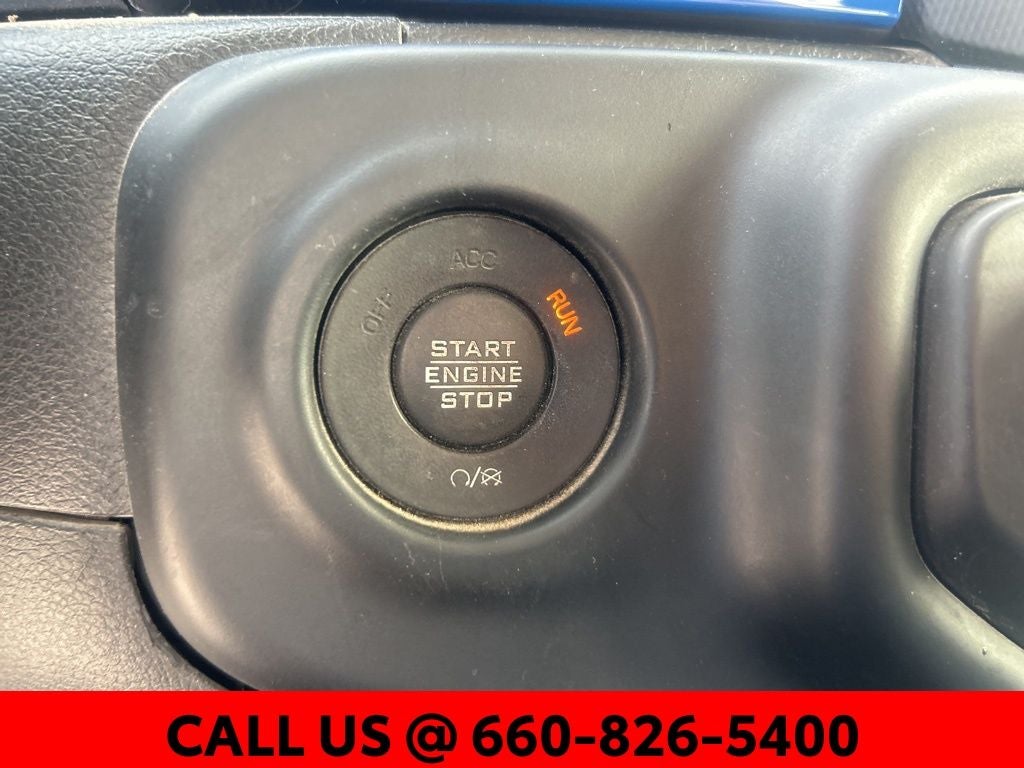 ACC
OFF
RUN
START
ENGINE
STOP
CALL US @ 660-826-5400